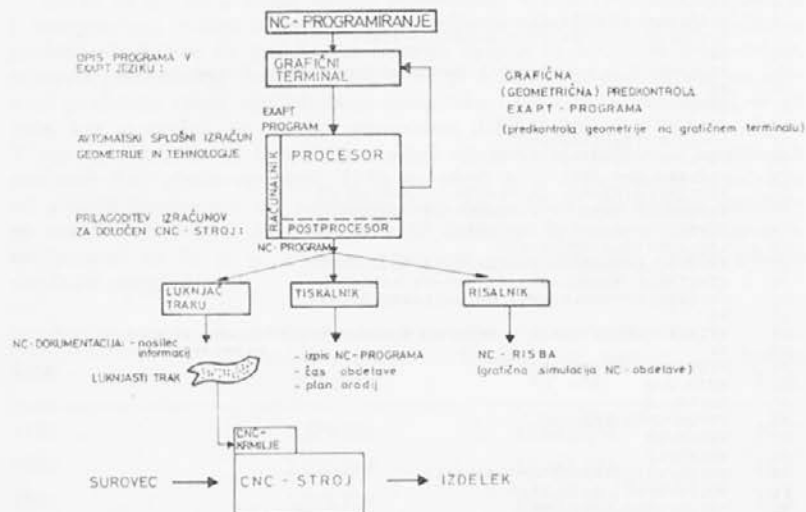 NC-PROGRAMIRANJE
OPIS PROGRAMA V
EXAPT JEZIKU:
GRAFIČNI
TERMINAL
GRAFIČNA
(GEOMETRIČNA) PREDKONTROLA
EXAPT-PROGRAMA
(predkontrola geometrije na grafičnem terminalu)
EXAPT
PROGRAM
AVTOMATSKI SPLOŠNI IZRAČUN
GEOMETRIJE IN TEHNOLOGIJE
RAČUNALNIK
PROCESOR
PRILAGODITEV IZRAČUNOV
ZA DOLOČEN CNC-STROJ:
POSTPROCESOR
NC-PROGRAM
LUKNJAČ
TRAKU
TISKALNIK
RISALNIK
NC-DOKUMENTACIJA: - nosilec
informacij
LUKNJASTI TRAK
- izpis NC-PROGRAMA
- čas obdelave
- plan orodij
NC-RISBA
(grafična simulacija NC-obdelave)
CNC-
KRMILJE
SUROVEC
CNC-STROJ
IZDELEK